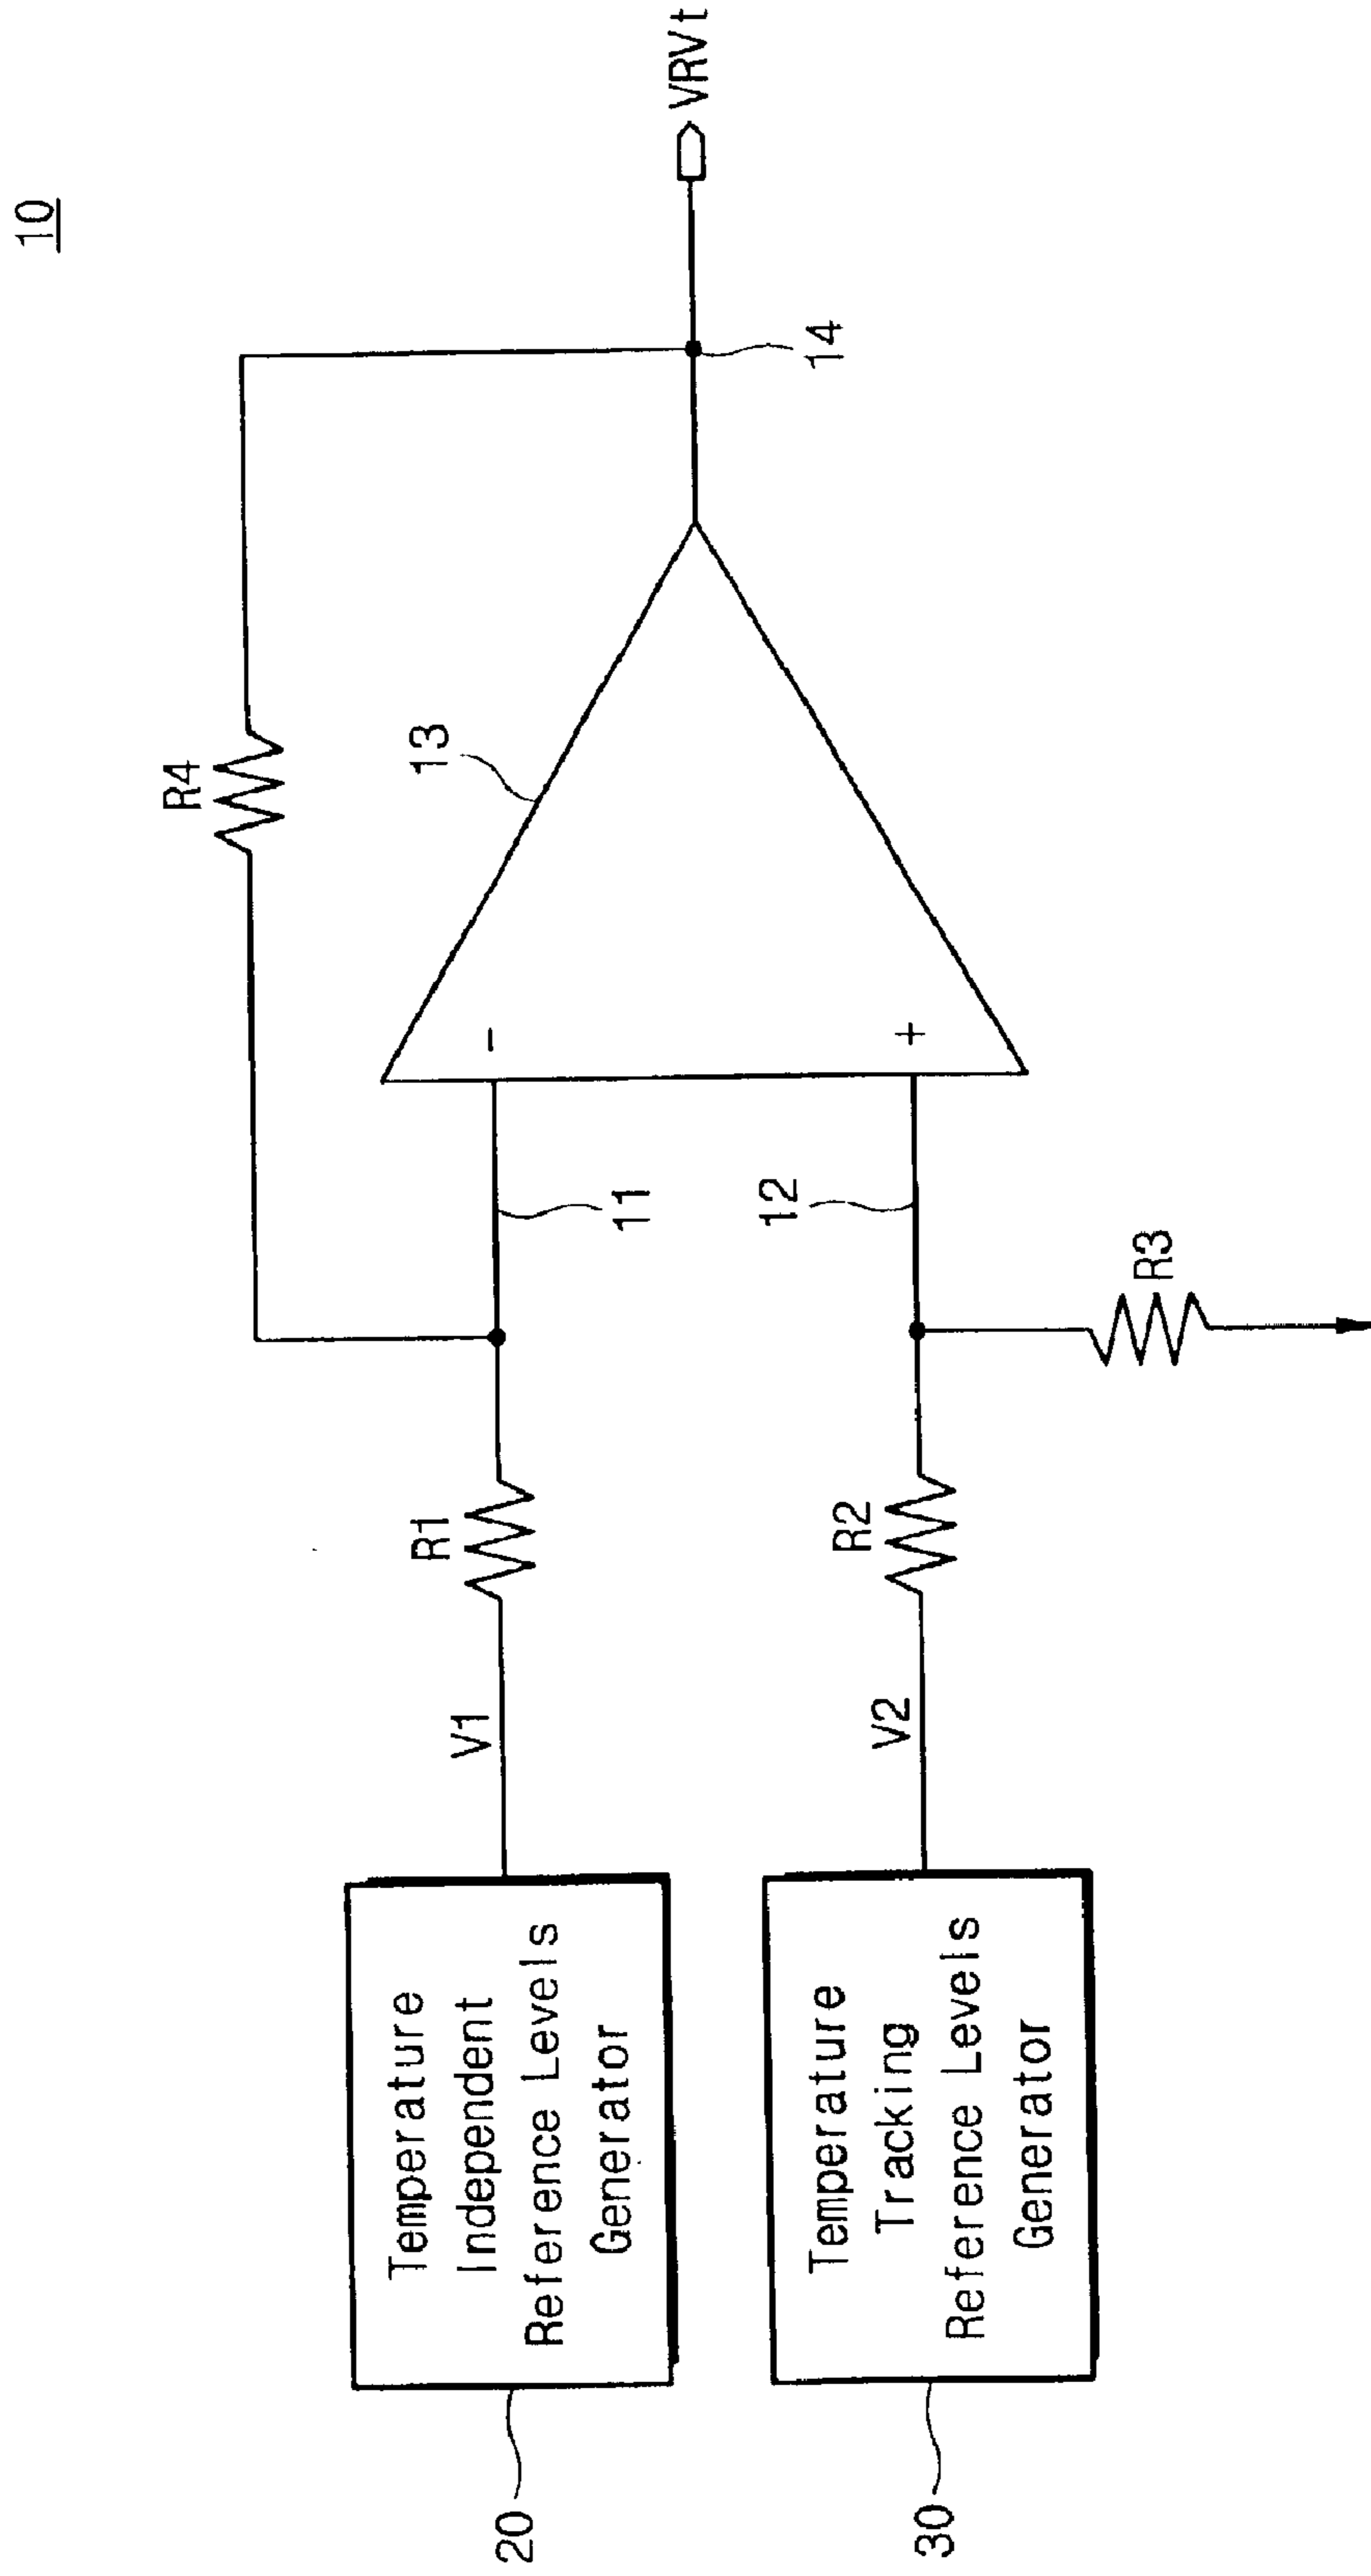 10
R4
13
-
+
11
12
14
VRVt
R1
R2
R3
V1
V2
Temperature
Independent
Reference Levels
Generator
Temperature
Tracking
Reference Levels
Generator
20
30